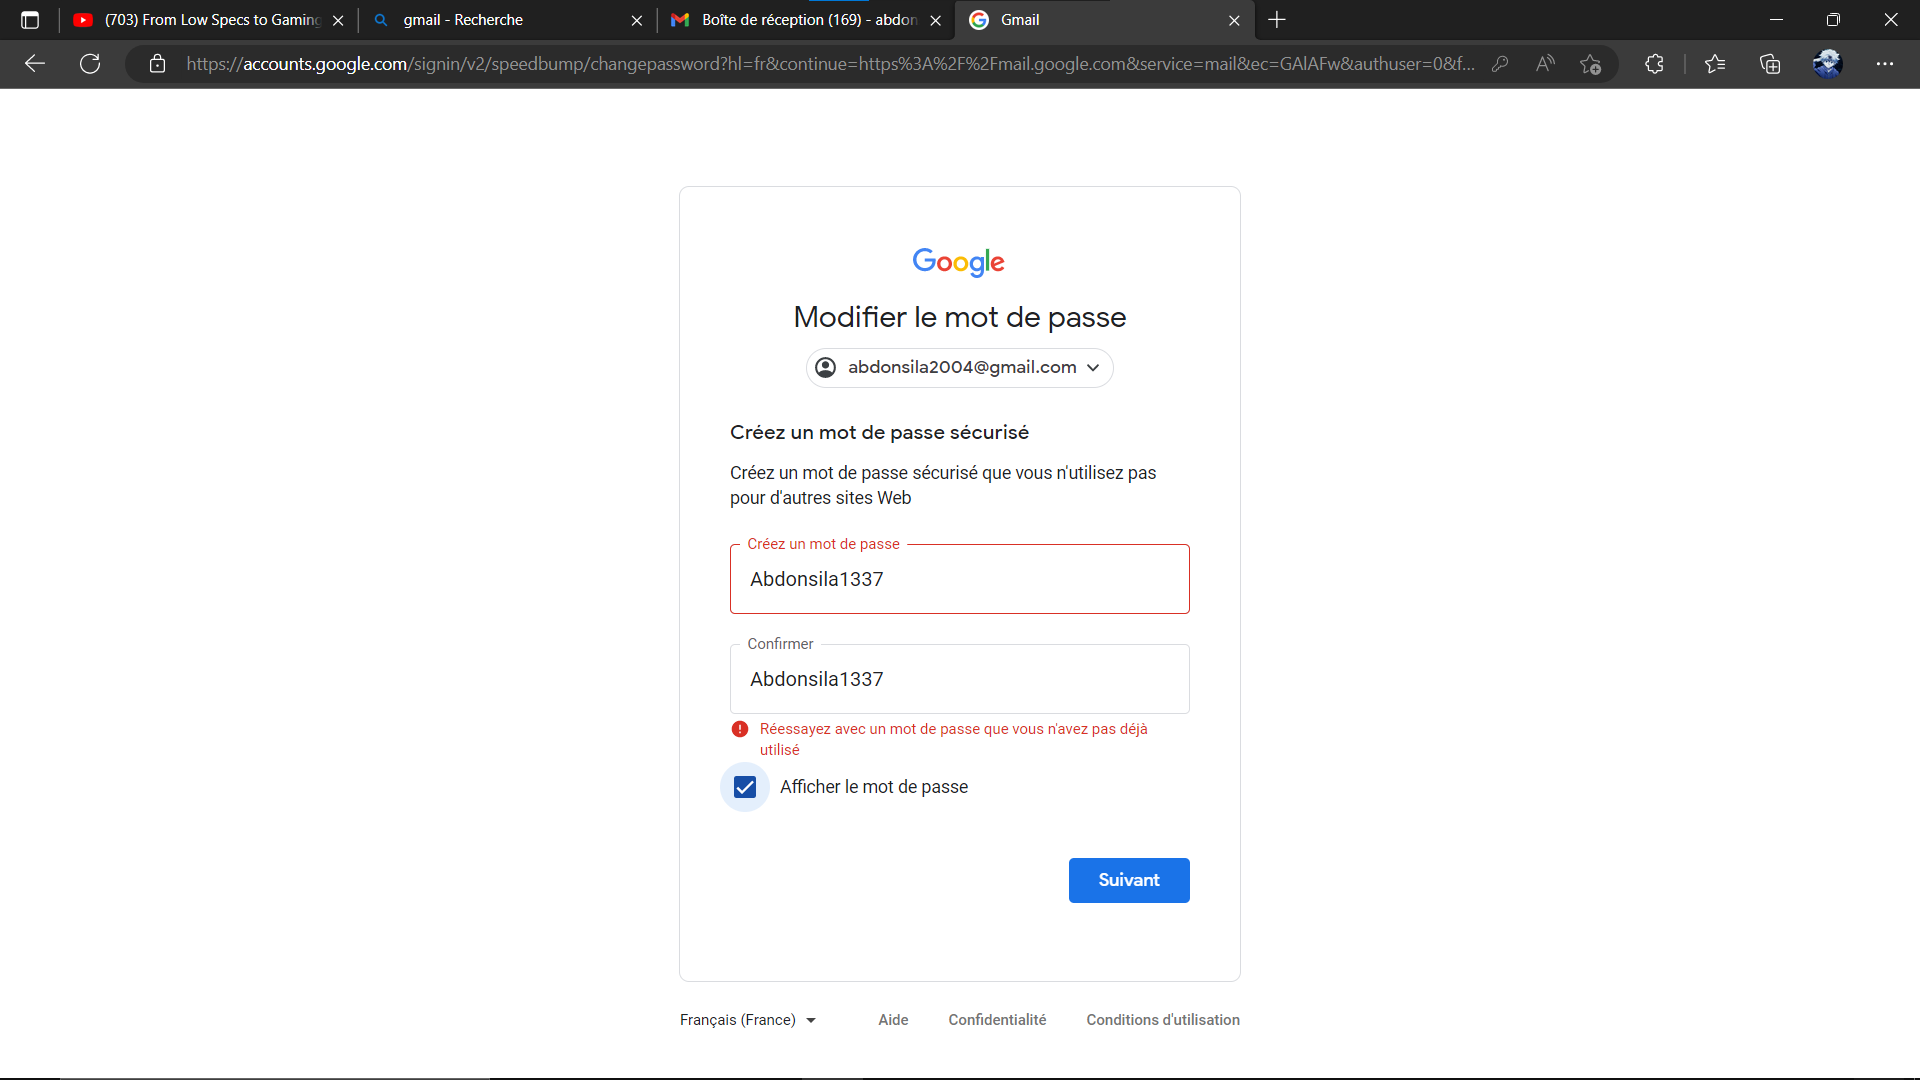 (703) From Low Specs to Gaming
gmail - Recherche
Boîte de réception (169) - abdon
Gmail
https://accounts.google.com/signin/v2/speedbump/changepassword?hl=fr&continue=https%3A%2F%2Fmail.google.com&service=mail&ec=GAlAFw&authuser=0&f...
Google
Modifier le mot de passe
abdonsila2004@gmail.com
Créez un mot de passe sécurisé
Créez un mot de passe sécurisé que vous n'utilisez pas
pour d'autres sites Web
Créez un mot de passe
Abdonsila1337
Confirmer
Abdonsila1337
Réessayez avec un mot de passe que vous n'avez pas déjà
utilisé
Afficher le mot de passe
Suivant
Français (France)
Aide
Confidentialité
Conditions d'utilisation